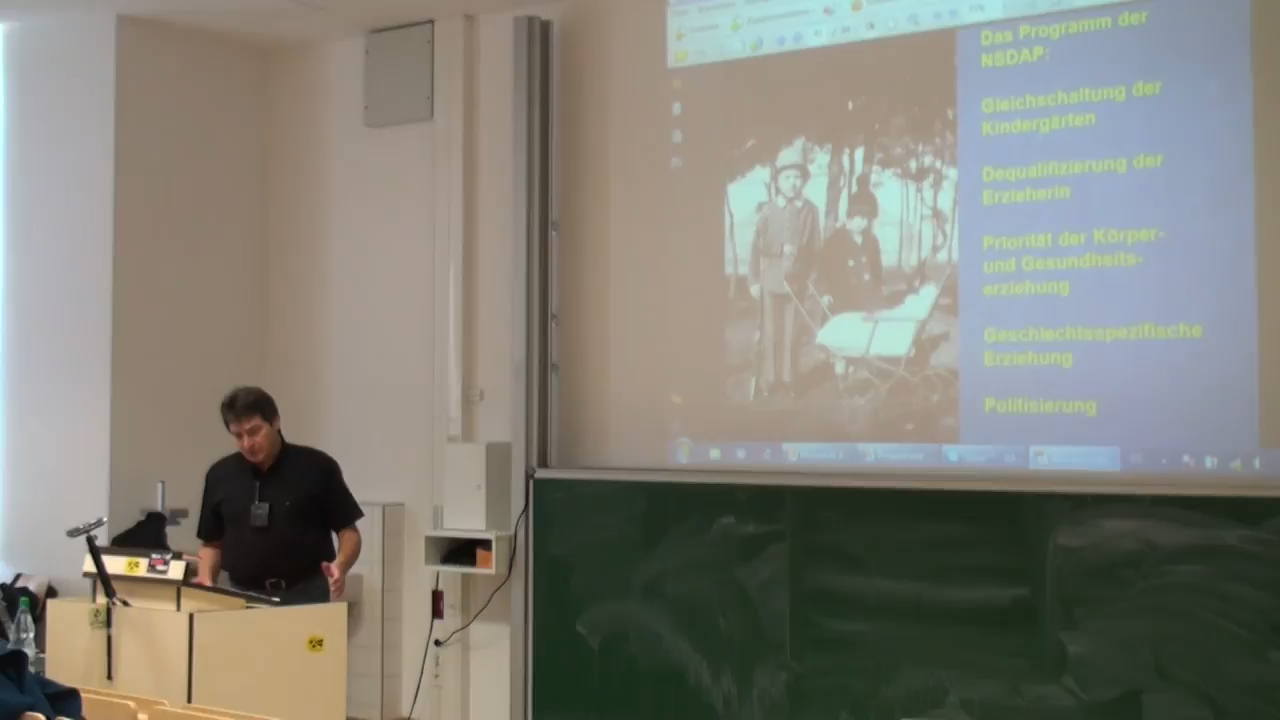 Das Programm der
NSDAP:
Gleichschaltung der
Kindergärten
Dequalifizierung der
Erzieherin
Priorität der Körper-
und Gesundheits-
erziehung
Geschlechtsspezifische
Erziehung
Politisierung